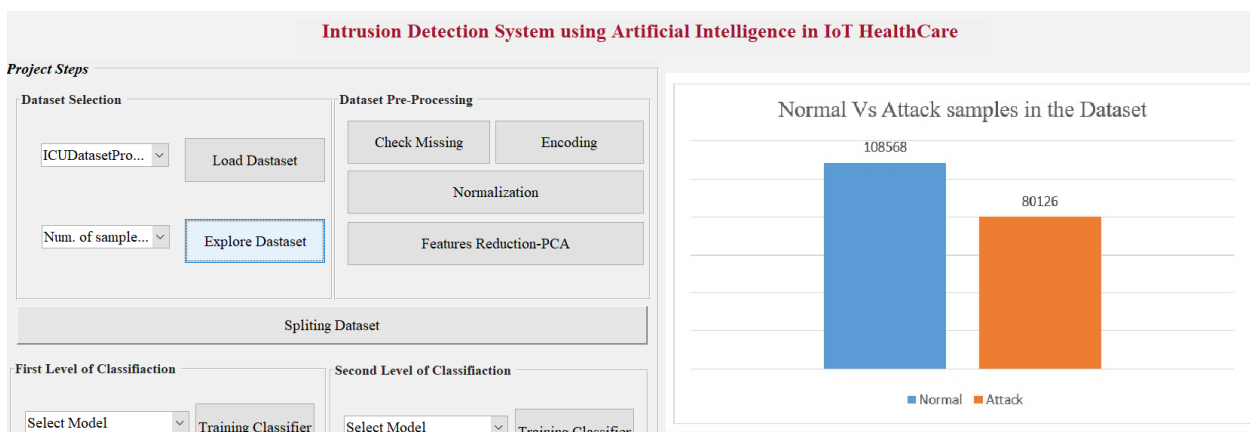 Intrusion Detection System using Artificial Intelligence in IoT HealthCare
Project Steps
Dataset Selection
ICUDatasetPro...
Load Dastaset
Num. of sample...
Explore Dastaset
Dataset Pre-Processing
Check Missing
Encoding
Normalization
Features Reduction-PCA
Spliting Dataset
First Level of Classifiaction
Select Model
Training Classifier
Second Level of Classifiaction
Select Model
Training Classifier
Normal Vs Attack samples in the Dataset
108568
80126
Normal
Attack